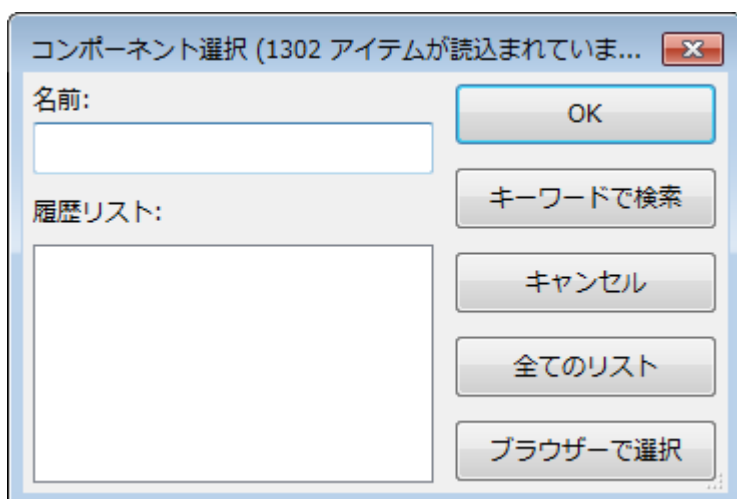 コンポーネント選択 (1302 アイテムが読込まれていま...
名前:
OK
キーワードで検索
履歴リスト:
キャンセル
全てのリスト
ブラウザーで選択